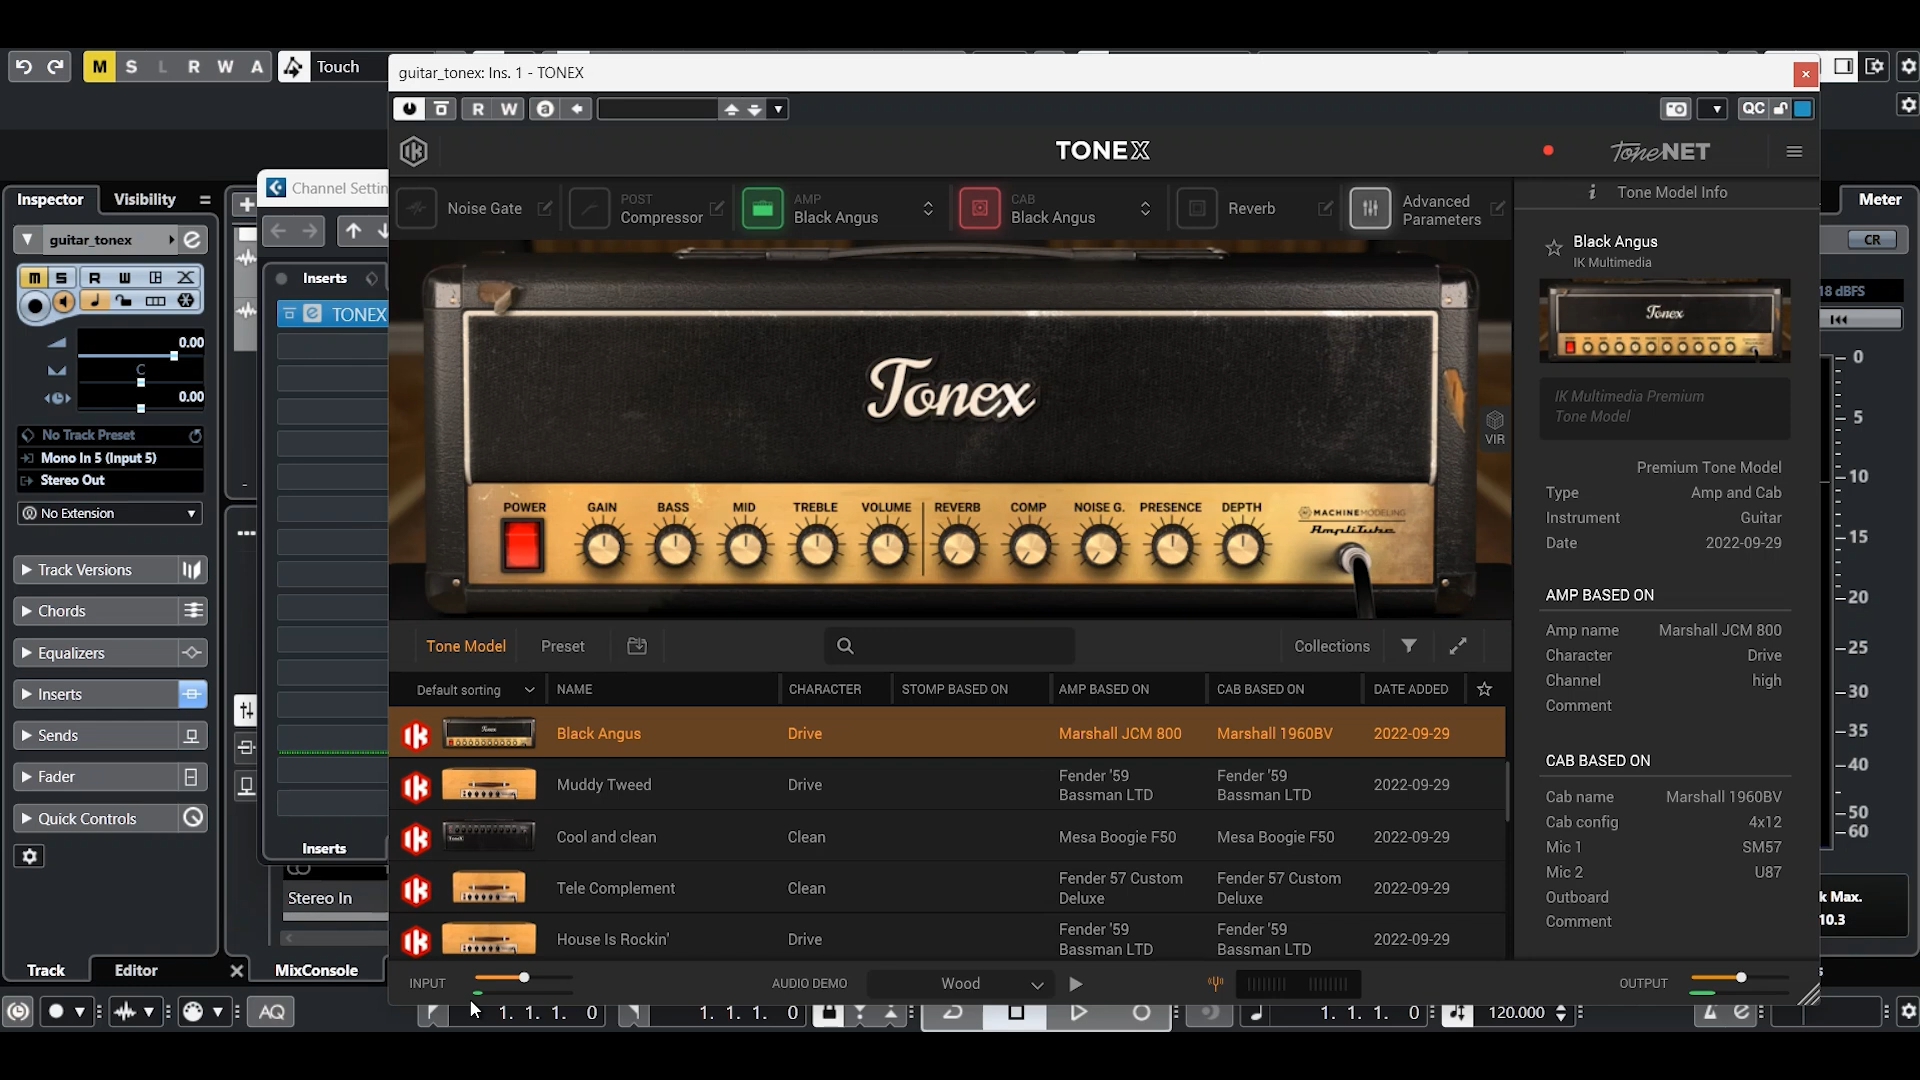 M S L R W A Touch
guitar_tonex: Ins. 1 - TONEX
R W a QC
TONEX
ToneNET
Inspector Visibility
Channel Settin
guitar_tonex
m S R W
0.00
C
0.00
No Track Preset
Mono In 5 (Input 5)
Stereo Out
No Extension
Track Versions
Chords
Equalizers
Inserts
Sends
Fader
Quick Controls
Track Editor
Inserts
TONEX
Inserts
Stereo In
MixConsole
Noise Gate
POST
Compressor
AMP
Black Angus
CAB
Black Angus
Reverb
Advanced
Parameters
Tonex
VIR
POWER GAIN BASS MID TREBLE VOLUME REVERB COMP NOISE G. PRESENCE DEPTH
MACHINE MODELING
AmpliTube
Tone Model Preset Collections
Default sorting NAME CHARACTER STOMP BASED ON AMP BASED ON CAB BASED ON DATE ADDED
Black Angus Drive Marshall JCM 800 Marshall 1960BV 2022-09-29
Muddy Tweed Drive Fender '59 Bassman LTD Fender '59 Bassman LTD 2022-09-29
Cool and clean Clean Mesa Boogie F50 Mesa Boogie F50 2022-09-29
Tele Complement Clean Fender 57 Custom Deluxe Fender 57 Custom Deluxe 2022-09-29
House Is Rockin' Drive Fender '59 Bassman LTD Fender '59 Bassman LTD 2022-09-29
INPUT AUDIO DEMO Wood OUTPUT
Tone Model Info
Black Angus
IK Multimedia
Tonex
IK Multimedia Premium
Tone Model
Premium Tone Model
Type Amp and Cab
Instrument Guitar
Date 2022-09-29
AMP BASED ON
Amp name Marshall JCM 800
Character Drive
Channel high
Comment
CAB BASED ON
Cab name Marshall 1960BV
Cab config 4x12
Mic 1 SM57
Mic 2 U87
Outboard
Comment
Meter
CR
18 dBFS
0
5
10
15
20
25
30
35
40
50
60
k Max.
10.3
AQ 1. 1. 1. 0 1. 1. 1. 0 1. 1. 1. 0 120.000